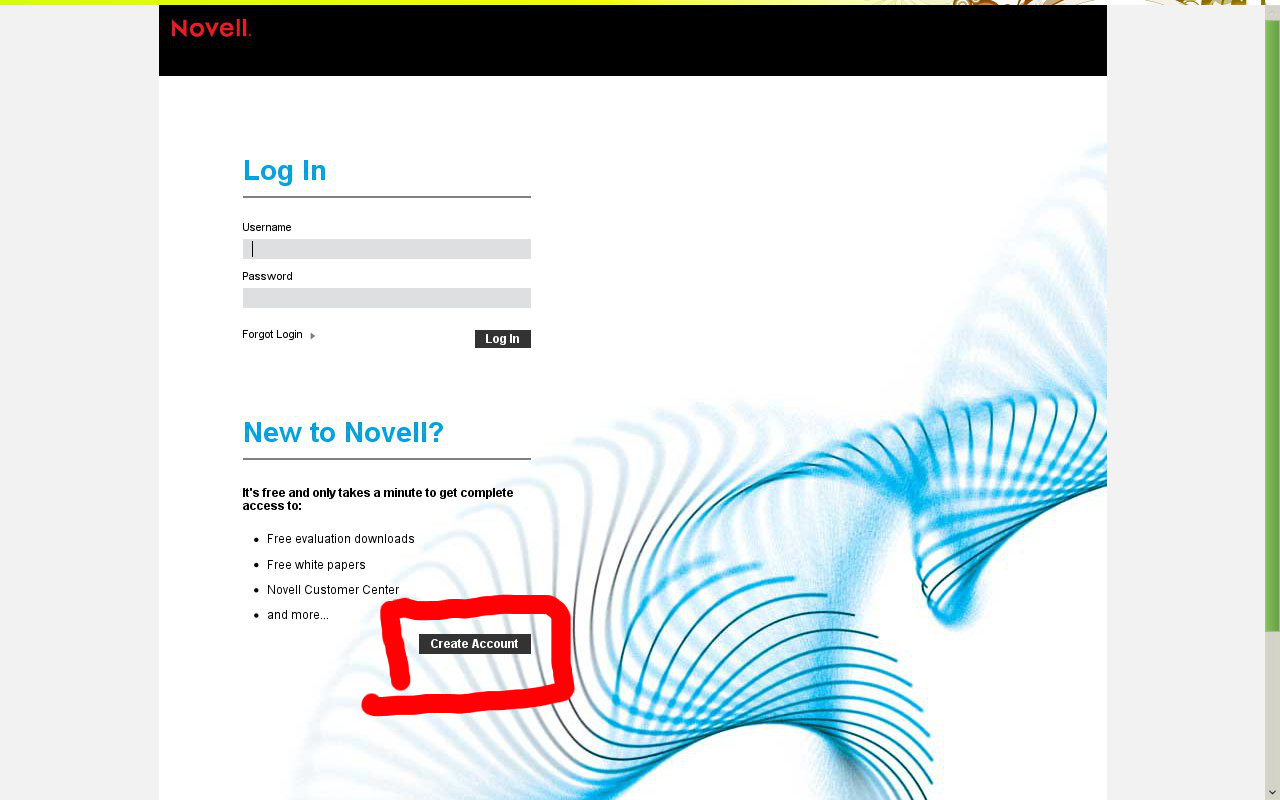 Novell.
Log In
Username
Password
Forgot Login
Log In
New to Novell?
It's free and only takes a minute to get complete
access to:
Free evaluation downloads
Free white papers
Novell Customer Center
and more...
Create Account